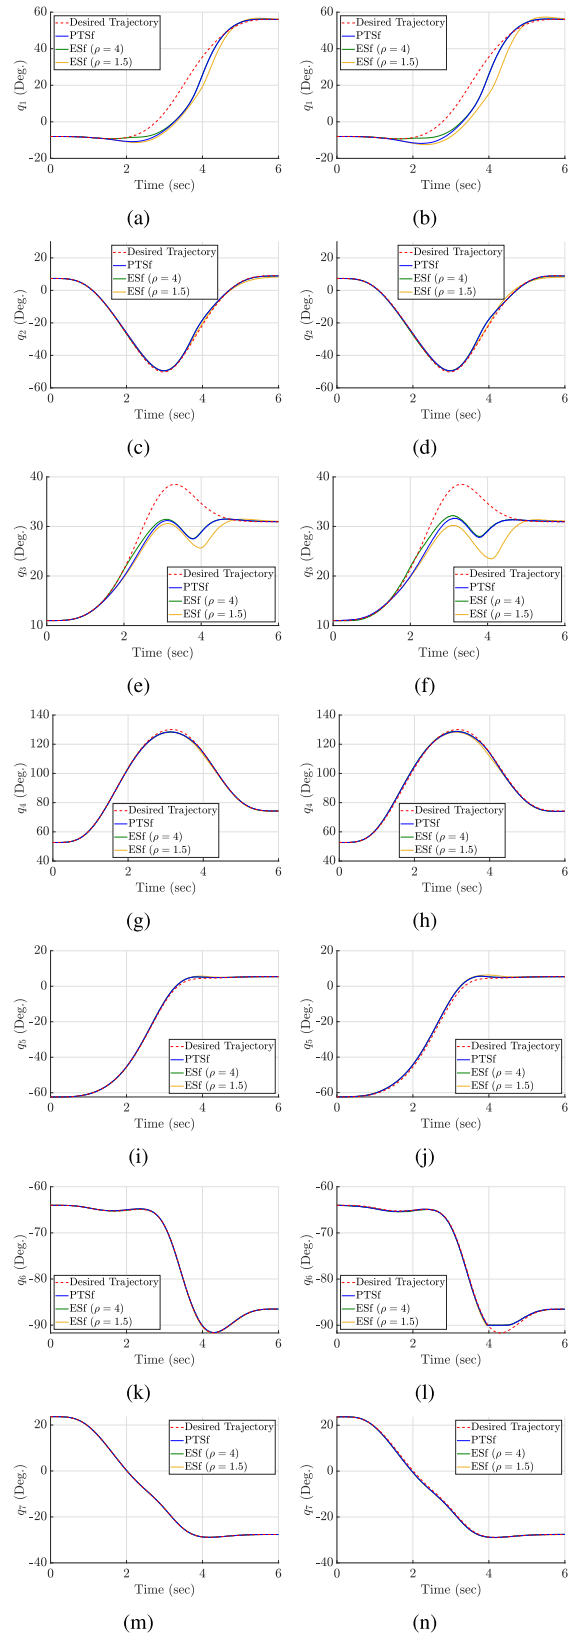 60
40
20
0
-20
q1 (Deg.)
Desired Trajectory
PTSf
ESf (ρ = 4)
ESf (ρ = 1.5)
0 2 4 6
Time (sec)
(a)
60
40
20
0
-20
q1 (Deg.)
Desired Trajectory
PTSf
ESf (ρ = 4)
ESf (ρ = 1.5)
0 2 4 6
Time (sec)
(b)
20
0
-20
-40
-60
q2 (Deg.)
Desired Trajectory
PTSf
ESf (ρ = 4)
ESf (ρ = 1.5)
0 2 4 6
Time (sec)
(c)
20
0
-20
-40
-60
q2 (Deg.)
Desired Trajectory
PTSf
ESf (ρ = 4)
ESf (ρ = 1.5)
0 2 4 6
Time (sec)
(d)
40
30
20
10
q3 (Deg.)
Desired Trajectory
PTSf
ESf (ρ = 4)
ESf (ρ = 1.5)
0 2 4 6
Time (sec)
(e)
40
30
20
10
q3 (Deg.)
Desired Trajectory
PTSf
ESf (ρ = 4)
ESf (ρ = 1.5)
0 2 4 6
Time (sec)
(f)
140
120
100
80
60
40
q4 (Deg.)
Desired Trajectory
PTSf
ESf (ρ = 4)
ESf (ρ = 1.5)
0 2 4 6
Time (sec)
(g)
140
120
100
80
60
40
q4 (Deg.)
Desired Trajectory
PTSf
ESf (ρ = 4)
ESf (ρ = 1.5)
0 2 4 6
Time (sec)
(h)
20
0
-20
-40
-60
q5 (Deg.)
Desired Trajectory
PTSf
ESf (ρ = 4)
ESf (ρ = 1.5)
0 2 4 6
Time (sec)
(i)
20
0
-20
-40
-60
q5 (Deg.)
Desired Trajectory
PTSf
ESf (ρ = 4)
ESf (ρ = 1.5)
0 2 4 6
Time (sec)
(j)
-60
-70
-80
-90
q6 (Deg.)
Desired Trajectory
PTSf
ESf (ρ = 4)
ESf (ρ = 1.5)
0 2 4 6
Time (sec)
(k)
-60
-70
-80
-90
q6 (Deg.)
Desired Trajectory
PTSf
ESf (ρ = 4)
ESf (ρ = 1.5)
0 2 4 6
Time (sec)
(l)
20
0
-20
-40
q7 (Deg.)
Desired Trajectory
PTSf
ESf (ρ = 4)
ESf (ρ = 1.5)
0 2 4 6
Time (sec)
(m)
20
0
-20
-40
q7 (Deg.)
Desired Trajectory
PTSf
ESf (ρ = 4)
ESf (ρ = 1.5)
0 2 4 6
Time (sec)
(n)